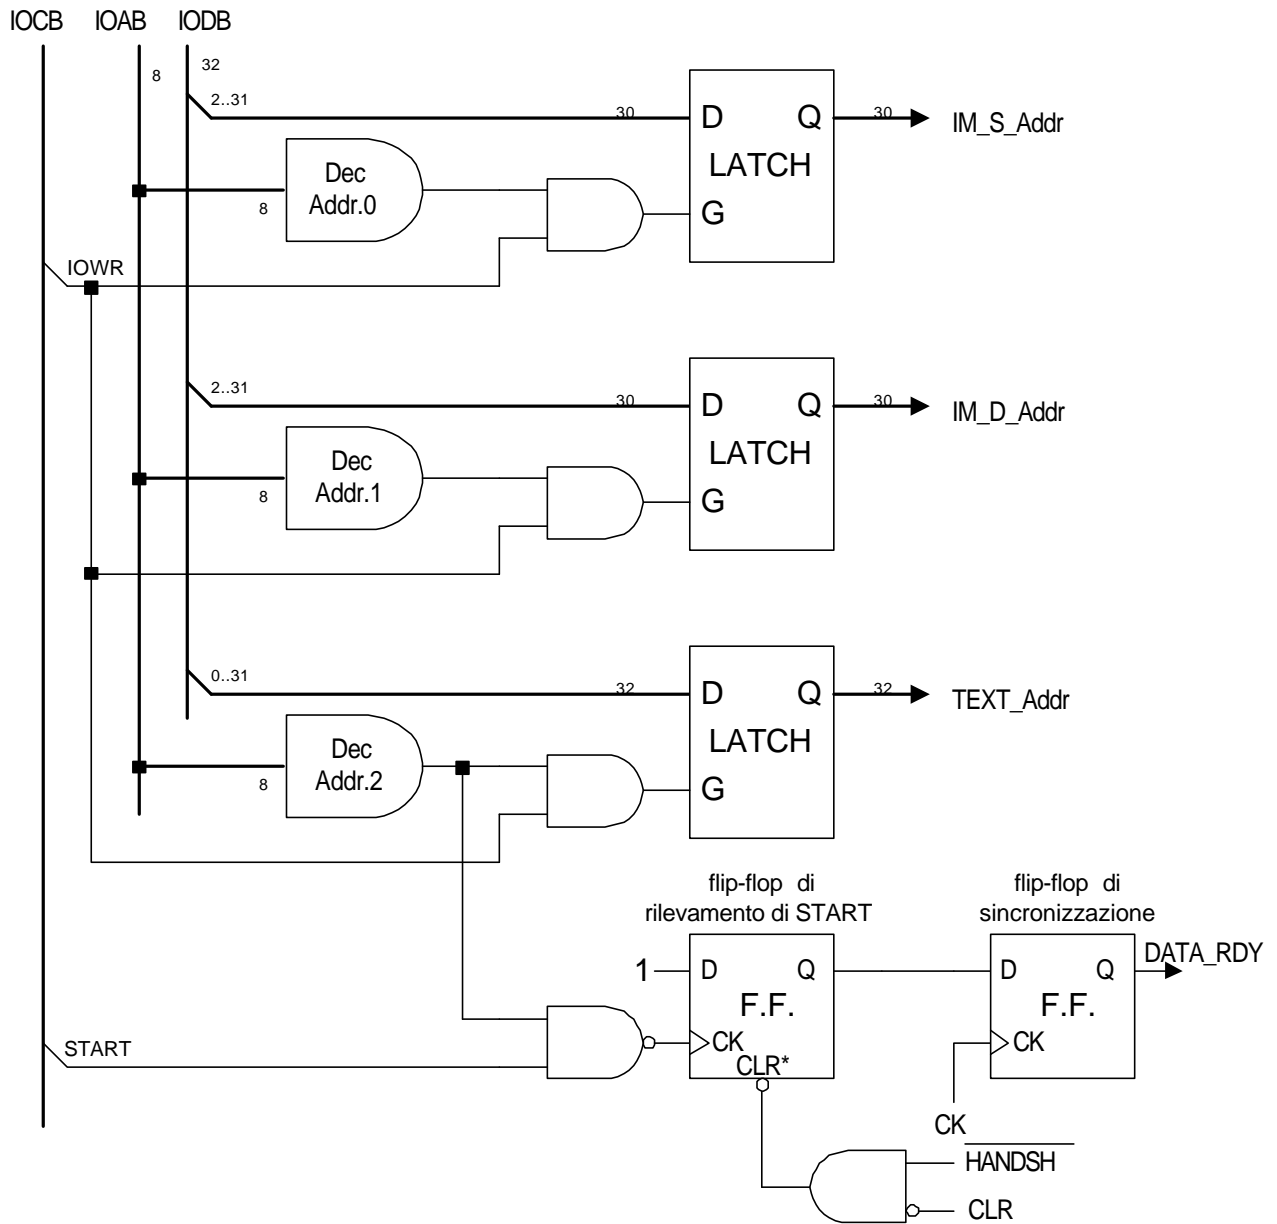 IOCB IOAB IODB
8 32
2..31 30 D Q 30 IM_S_Addr
LATCH
Dec
Addr.0
8 G
IOWR
2..31 30 D Q 30 IM_D_Addr
LATCH
Dec
Addr.1
8 G
0..31 32 D Q 32 TEXT_Addr
LATCH
Dec
Addr.2
8 G
flip-flop di
rilevamento di START
flip-flop di
sincronizzazione
1 D Q D Q DATA_RDY
F.F. F.F.
START CK CK
CLR*
CK
HANDSH
CLR